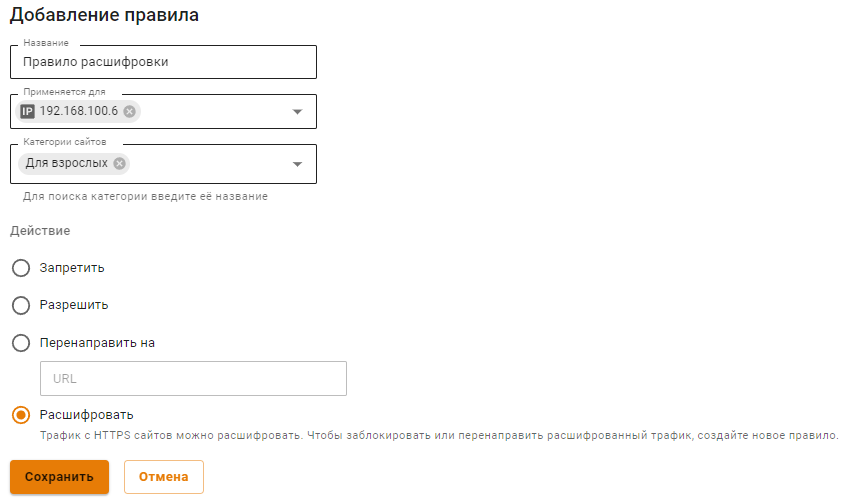 Добавление правила
Название
Правило расшифровки
Применяется для
IP 192.168.100.6
Категории сайтов
Для взрослых
Для поиска категории введите её название
Действие
Запретить
Разрешить
Перенаправить на
URL
Расшифровать
Трафик с HTTPS сайтов можно расшифровать. Чтобы заблокировать или перенаправить расшифрованный трафик, создайте новое правило.
Сохранить Отмена